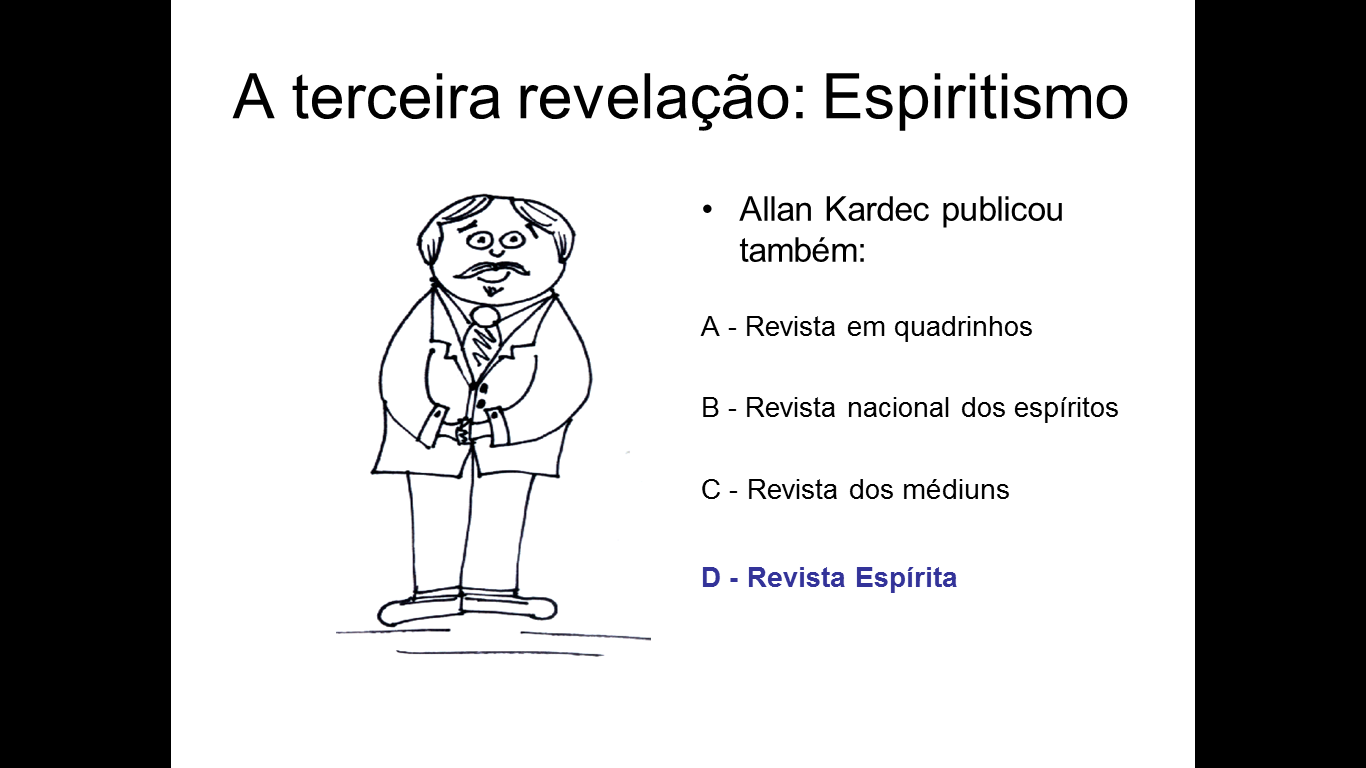 A terceira revelação: Espiritismo
• Allan Kardec publicou
também:
A - Revista em quadrinhos
B - Revista nacional dos espíritos
C - Revista dos médiuns
D - Revista Espírita